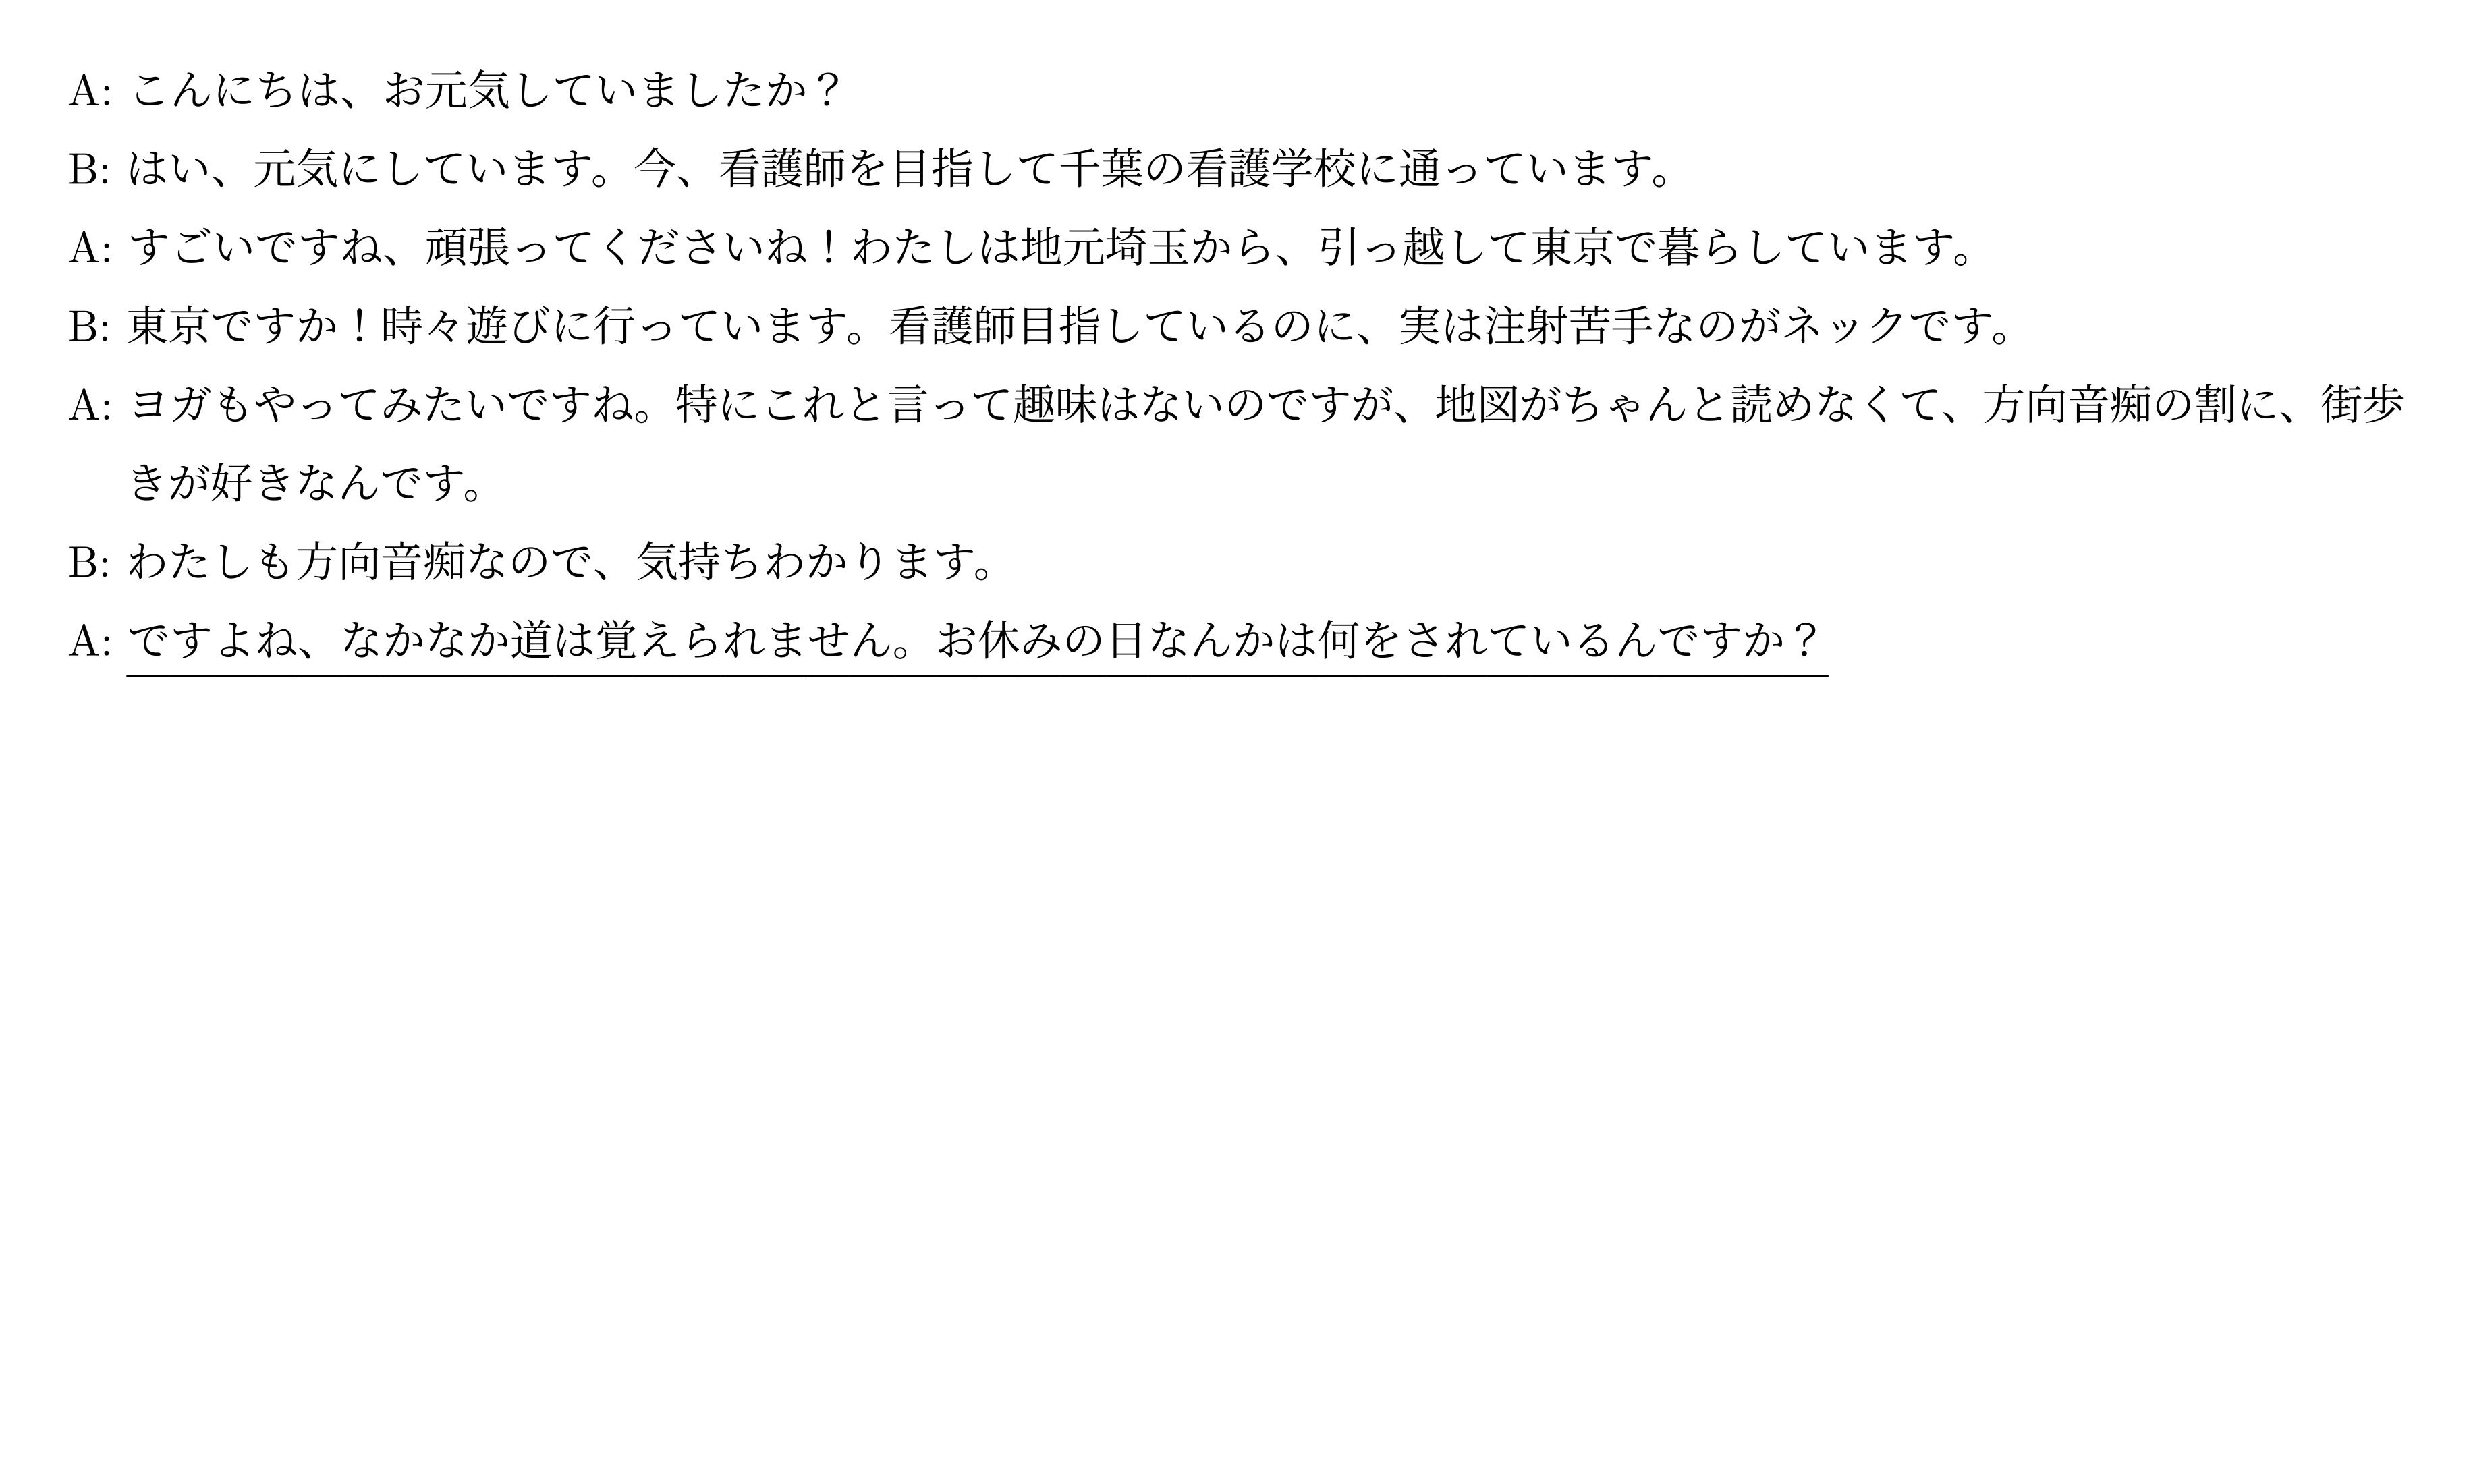 A: こんにちは、お元気していましたか？
B: はい、元気にしています。今、看護師を目指して千葉の看護学校に通っています。
A: すごいですね、頑張ってくださいね！わたしは地元埼玉から、引っ越して東京で暮らしています。
B: 東京ですか！時々遊びに行っています。看護師目指しているのに、実は注射苦手なのがネックです。
A: ヨガもやってみたいですね。特にこれと言って趣味はないのですが、地図がちゃんと読めなくて、方向音痴の割に、街歩
きが好きなんです。
B: わたしも方向音痴なので、気持ちわかります。
A: ですよね、なかなか道は覚えられません。お休みの日なんかは何をされているんですか？